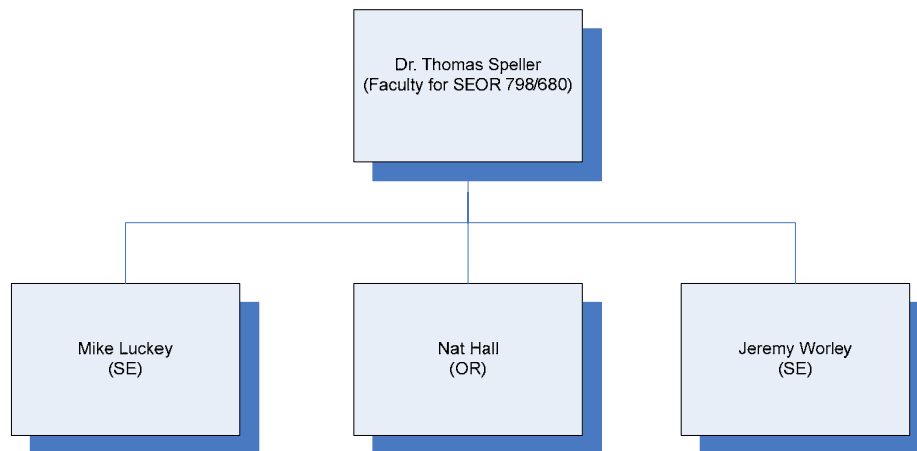 Dr. Thomas Speller
(Faculty for SEOR 798/680)
Mike Luckey
(SE)
Nat Hall
(OR)
Jeremy Worley
(SE)